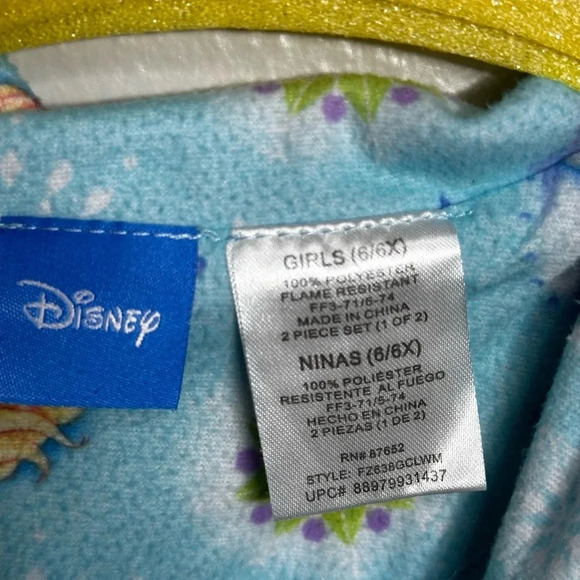 Disney
GIRLS (6/6X)
100% POLYESTER
FLAME RESISTANT
FF3-71/5-74
MADE IN CHINA
2 PIECE SET (1 OF 2)
NINAS (6/6X)
100% POLIESTER
RESISTENTE AL FUEGO
FF3-71/5-74
HECHO EN CHINA
2 PIEZAS (1 DE 2)
RN# 87652
STYLE: FZ638GCLWM
UPC# 88979931437